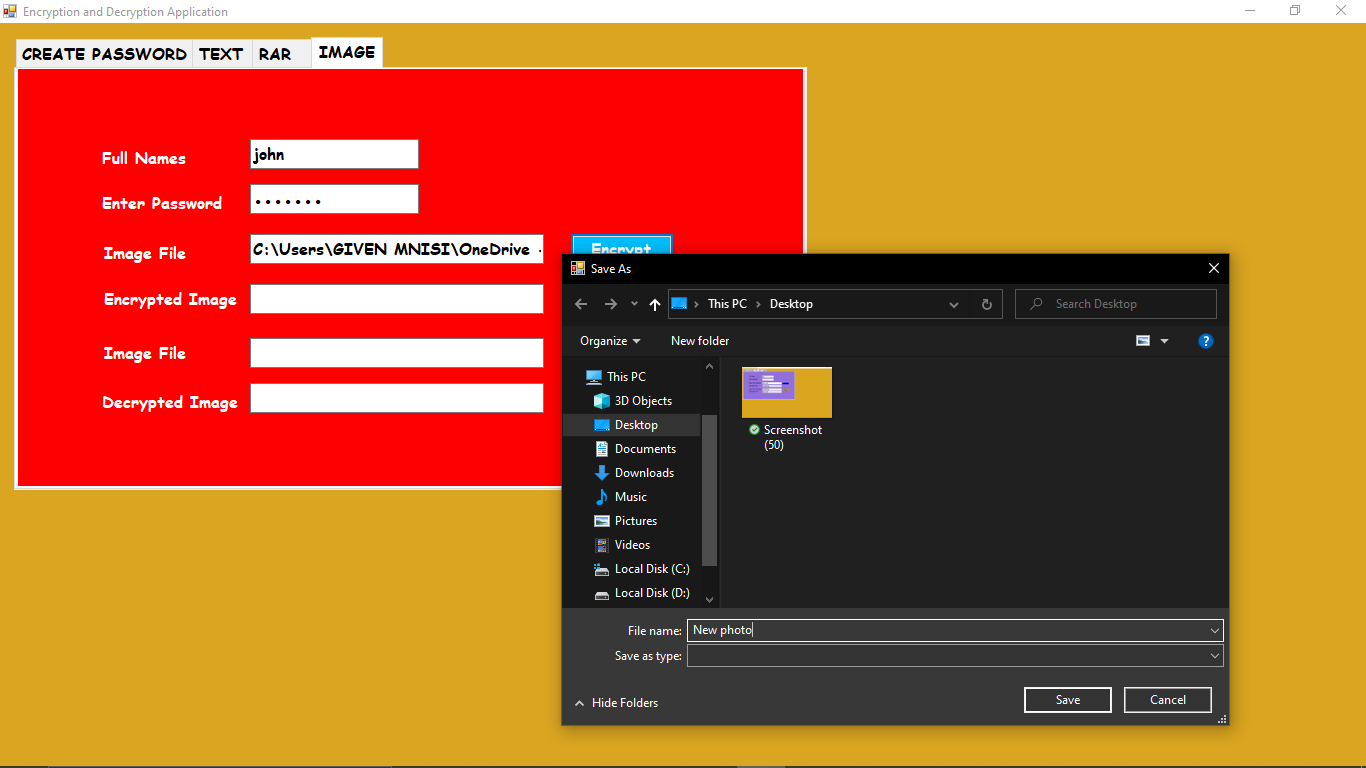 Encryption and Decryption Application
CREATE PASSWORD TEXT RAR IMAGE
Full Names john
Enter Password •••••••
Image File C:\Users\GIVEN MNISI\OneDrive - Encrypt
Encrypted Image
Image File
Decrypted Image
Save As
This PC > Desktop
Search Desktop
Organize New folder
This PC
3D Objects
Desktop
Documents
Downloads
Music
Pictures
Videos
Local Disk (C:)
Local Disk (D:)
Screenshot
(50)
File name: New photo
Save as type:
Hide Folders
Save Cancel